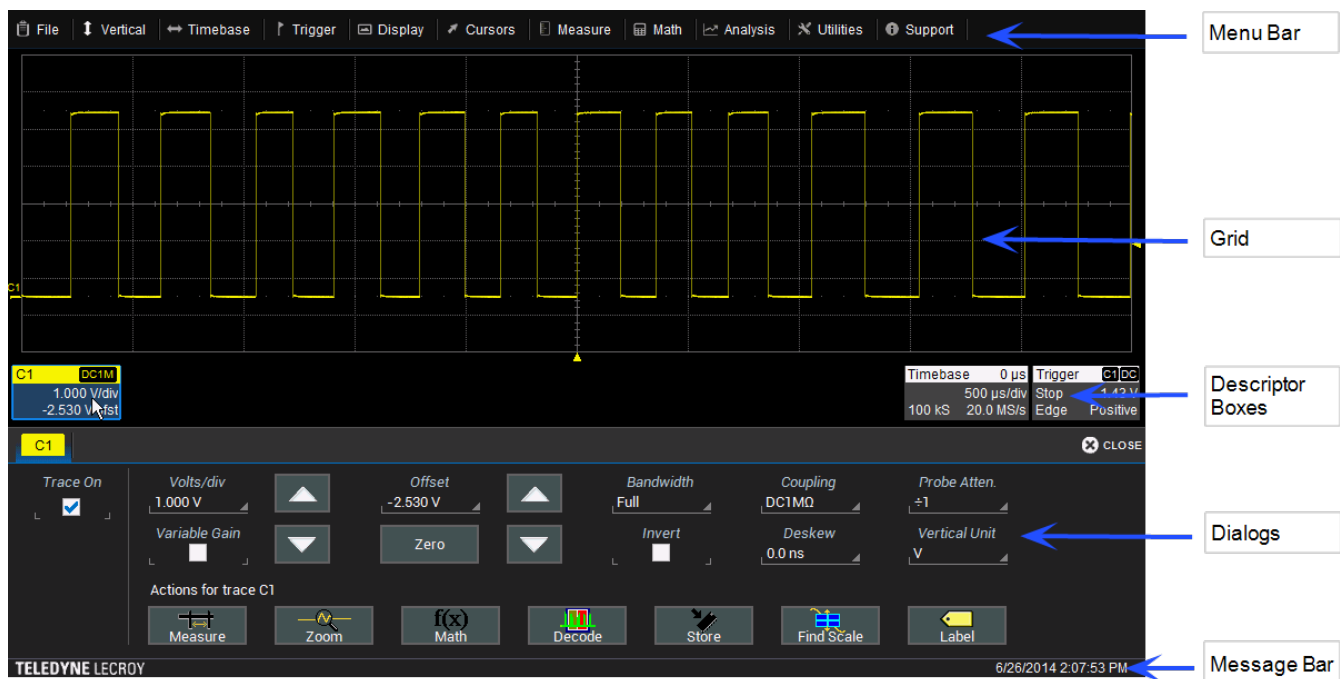 File Vertical Timebase Trigger Display Cursors Measure Math Analysis Utilities Support
Menu Bar
Grid
C1
C1 DC1M
1.000 V/div
-2.530 V ofst
Timebase 0 µs
500 µs/div
100 kS 20.0 MS/s
Trigger C1 DC
Stop 1.43 V
Edge Positive
Descriptor
Boxes
C1
CLOSE
Trace On
Volts/div
1.000 V
Variable Gain
Offset
-2.530 V
Zero
Bandwidth
Full
Invert
Coupling
DC1MΩ
Deskew
0.0 ns
Probe Atten.
÷1
Vertical Unit
V
Dialogs
Actions for trace C1
Measure
Zoom
f(x)
Math
Decode
Store
Find Scale
Label
TELEDYNE LECROY
6/26/2014 2:07:53 PM
Message Bar